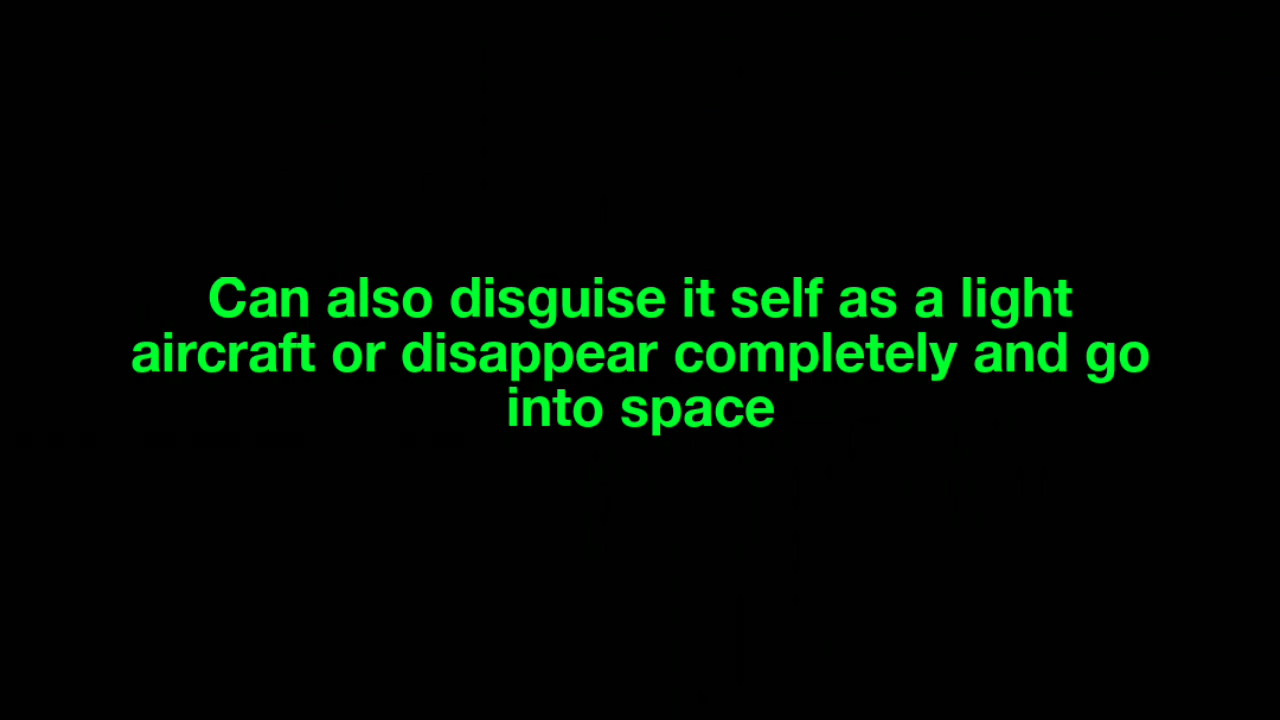 Can also disguise it self as a light
aircraft or disappear completely and go
into space